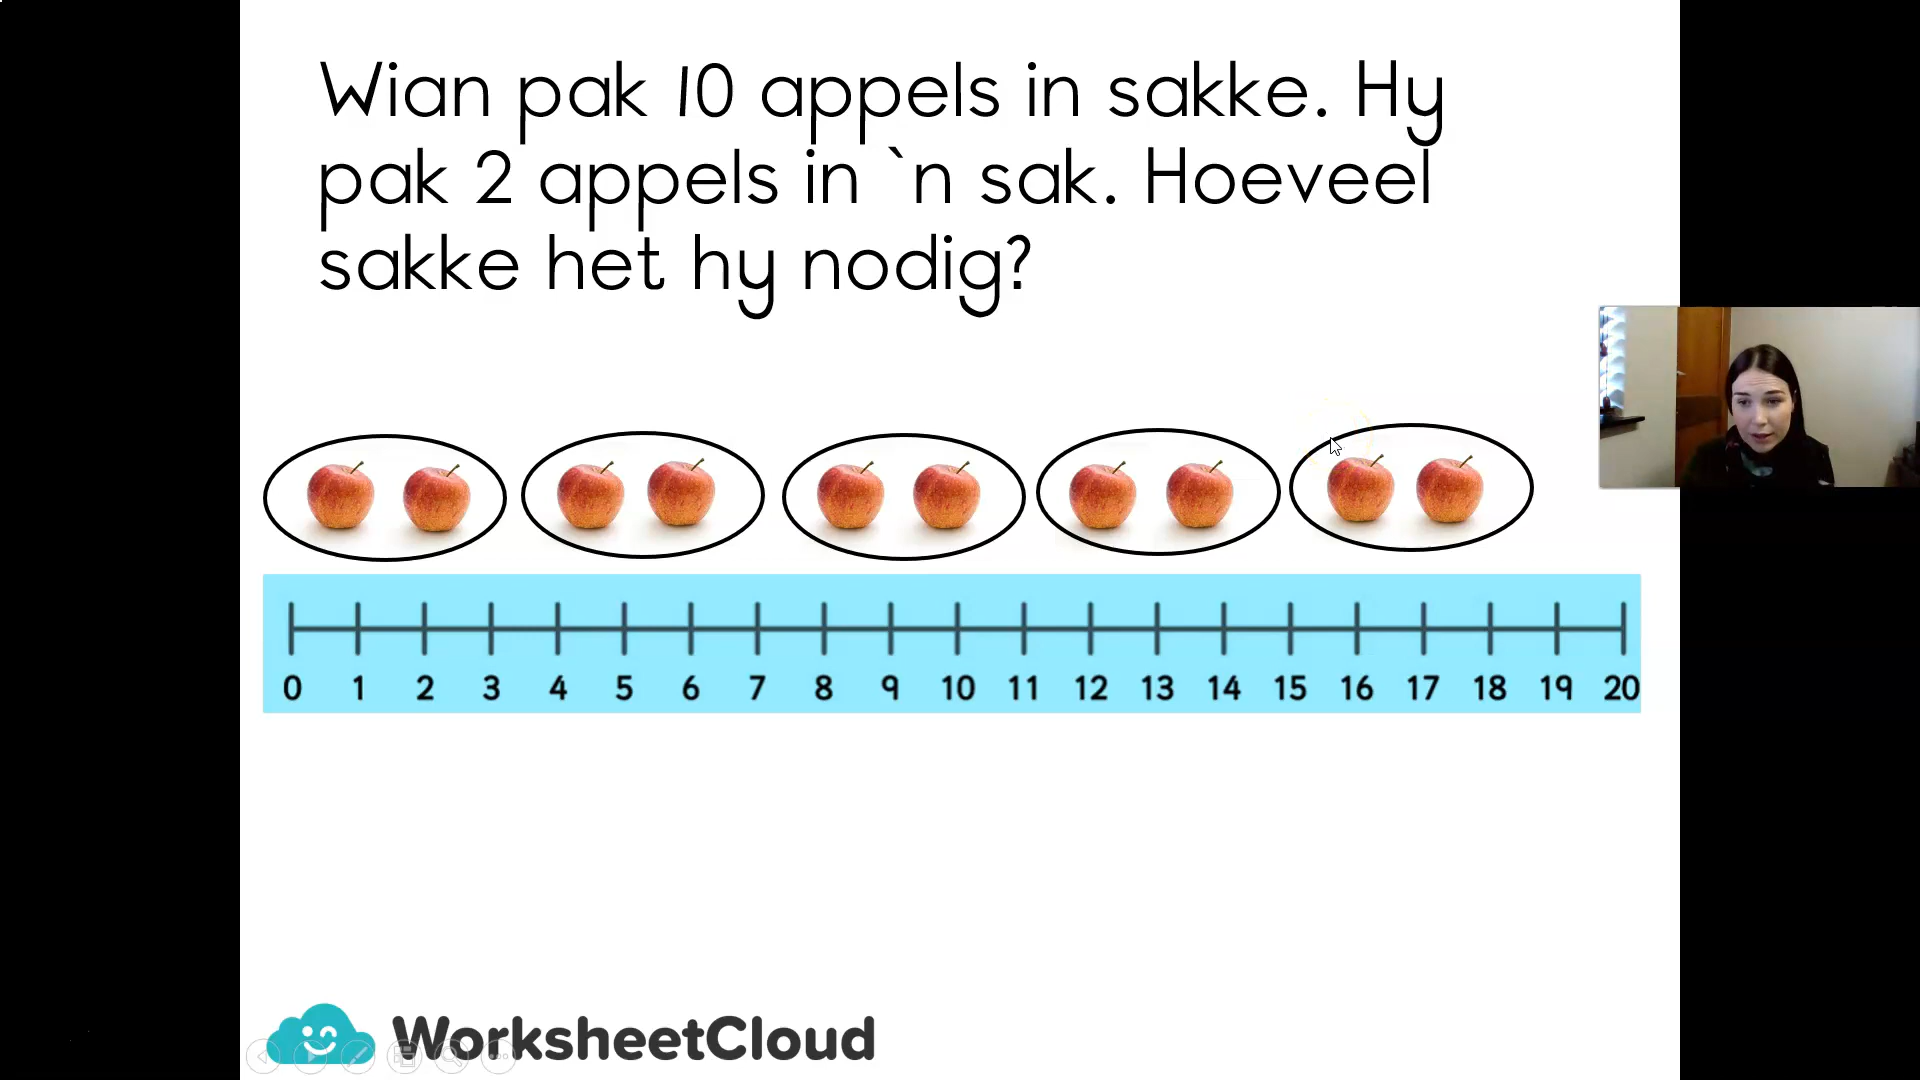 Wian pak 10 appels in sakke. Hy
pak 2 appels in `n sak. Hoeveel
sakke het hy nodig?
0 1 2 3 4 5 6 7 8 9 10 11 12 13 14 15 16 17 18 19 20
WorksheetCloud